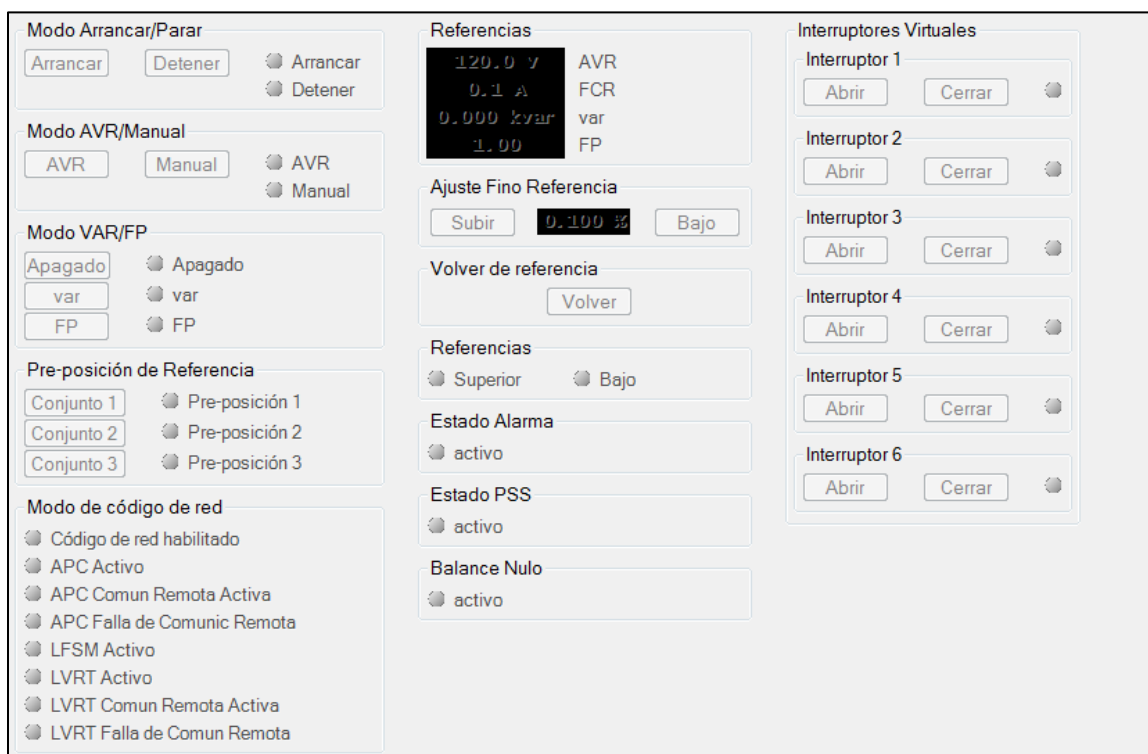 Modo Arrancar/Parar
Arrancar Detener Arrancar
Detener
Modo AVR/Manual
AVR Manual AVR
Manual
Modo VAR/FP
Apagado Apagado
var var
FP FP
Pre-posición de Referencia
Conjunto 1 Pre-posición 1
Conjunto 2 Pre-posición 2
Conjunto 3 Pre-posición 3
Modo de código de red
Código de red habilitado
APC Activo
APC Comun Remota Activa
APC Falla de Comunic Remota
LFSM Activo
LVRT Activo
LVRT Comun Remota Activa
LVRT Falla de Comun Remota
Referencias
120.0 V AVR
0.1 A FCR
0.000 kvar var
1.00 FP
Ajuste Fino Referencia
Subir 0.100 % Bajo
Volver de referencia
Volver
Referencias
Superior Bajo
Estado Alarma
activo
Estado PSS
activo
Balance Nulo
activo
Interruptores Virtuales
Interruptor 1
Abrir Cerrar
Interruptor 2
Abrir Cerrar
Interruptor 3
Abrir Cerrar
Interruptor 4
Abrir Cerrar
Interruptor 5
Abrir Cerrar
Interruptor 6
Abrir Cerrar